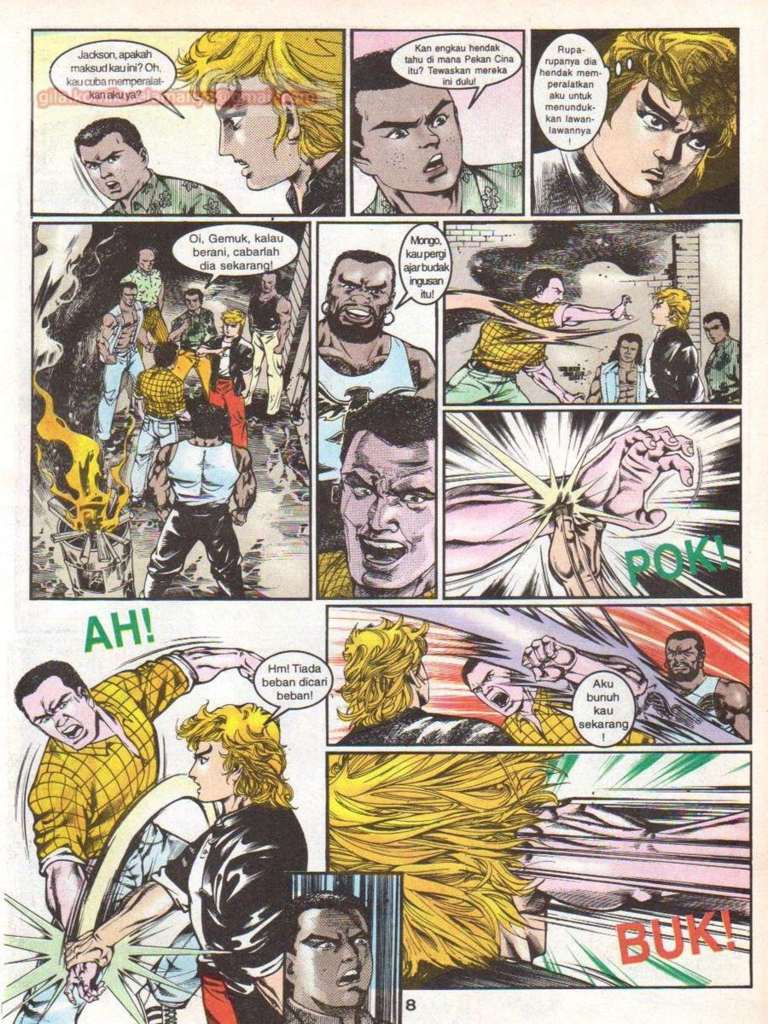 Jackson, apakah
maksud kau ini? Oh,
kau cuba memperalat-
kan aku ya?
Kan engkau hendak
tahu di mana Pekan Cina
itu? Tewaskan mereka
ini dulu!
Rupa-
rupanya dia
hendak mem-
peralatkan
aku untuk
menunduk-
kan lawan-
lawannya
!
Oi, Gemuk, kalau
berani, cabarlah
dia sekarang!
Mongo,
kau pergi
ajar budak
ingusan
itu!
POK!
AH!
Hm! Tiada
beban dicari
beban!
Aku
bunuh
kau
sekarang
!
BUK!
8